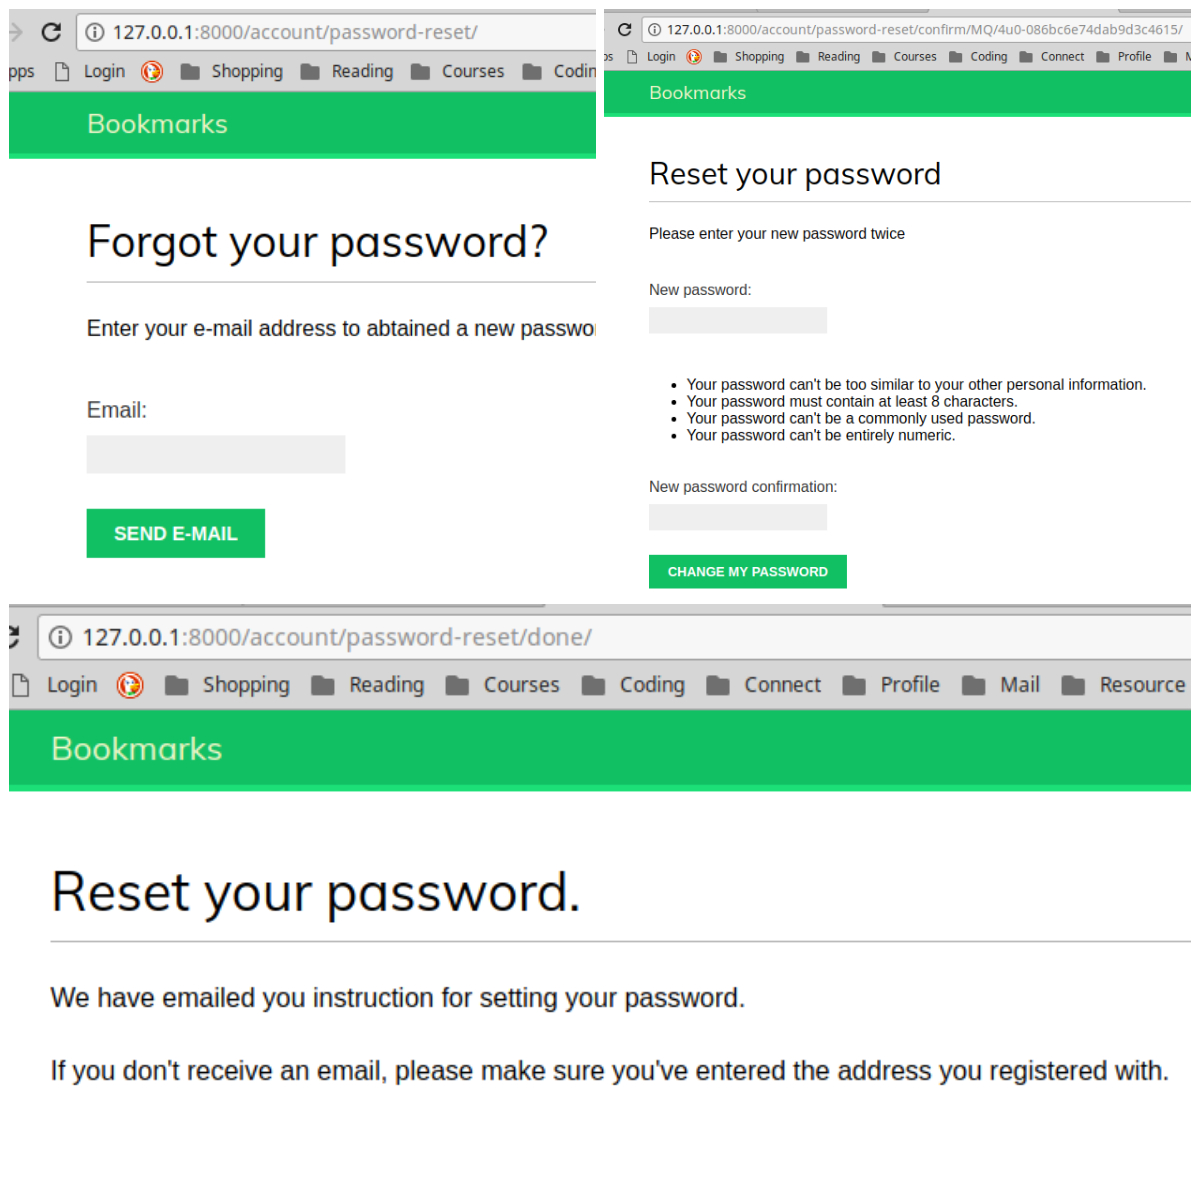 127.0.0.1:8000/account/password-reset/
Login Shopping Reading Courses
Bookmarks
Forgot your password?
Enter your e-mail address to abtained a new
Email:
SEND E-MAIL
127.0.0.1:8000/account/password-reset/confirm/MQ/4u0-086bc6e74dab9d3c4615/
Login Shopping Reading Courses Coding Connect Profile
Bookmarks
Reset your password
Please enter your new password twice
New password:
Your password can't be too similar to your other personal information.
Your password must contain at least 8 characters.
Your password can't be a commonly used password.
Your password can't be entirely numeric.
New password confirmation:
CHANGE MY PASSWORD
127.0.0.1:8000/account/password-reset/done/
Login Shopping Reading Courses Coding Connect Profile Mail Resource
Bookmarks
Reset your password.
We have emailed you instruction for setting your password.
If you don't receive an email, please make sure you've entered the address you registered with.